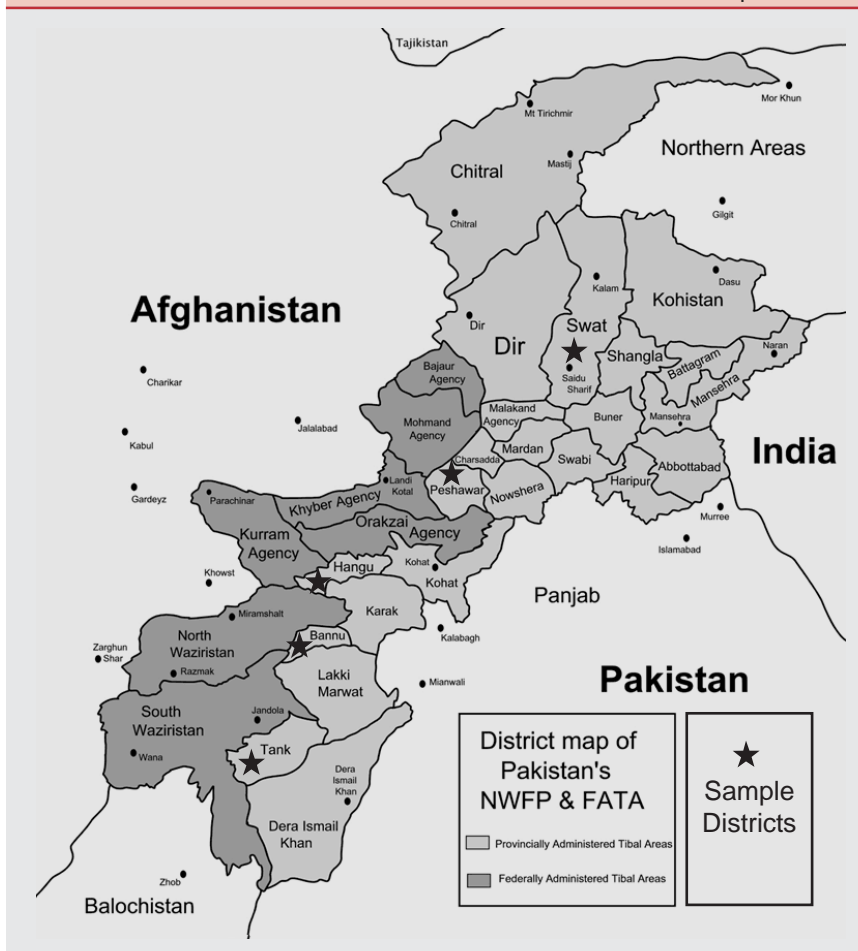 Tajikistan
Mor Khun
Mt Tirichmir
Northern Areas
Mastij
Chitral
Gilgit
Chitral
Dasu
Kalam
Kohistan
Afghanistan
Dir
Swat
Dir
Naran
Shangla
Battagram
Bajaur
Agency
Charikar
Saidu
Sharif
Mansehra
Malakand
Agency
Buner
Mansehra
Mohmand
Agency
Jalalabad
Kabul
Mardan
India
Charsadda
Swabi
Abbottabad
Landi
Kotal
Haripur
Gardeyz
Parachinar
Peshawar
Nowshera
Khyber Agency
Murree
Orakzai
Agency
Kurram
Agency
Islamabad
Hangu
Kohat
Khowst
Kohat
Panjab
Karak
Miramshalt
North
Waziristan
Bannu
Kalabagh
Zarghun
Shar
Razmak
Lakki
Marwat
Mianwali
Pakistan
South
Waziristan
Jandola
Wana
Tank
District map of
Pakistan's
NWFP & FATA
Provincially Administered Tibal Areas
Federally Administered Tibal Areas
Sample
Districts
Dera
Ismail
Khan
Dera Ismail
Khan
Zhob
Balochistan